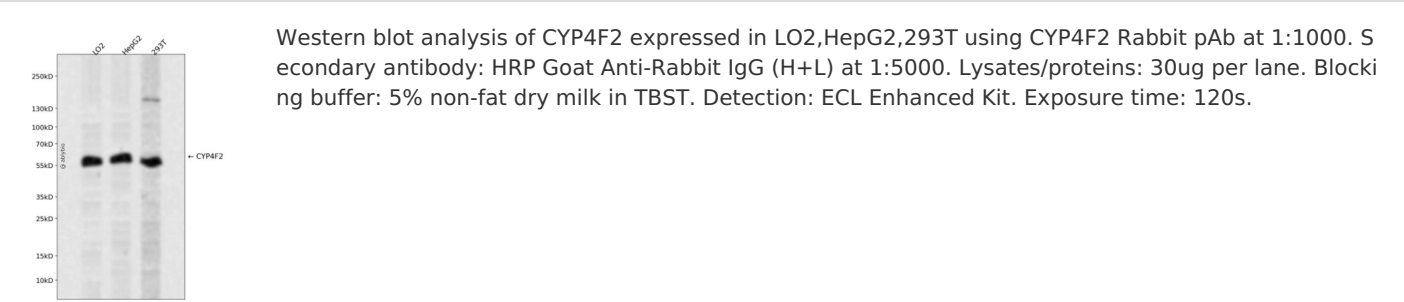 LO2 HepG2 293T
250kD
130kD
100kD
70kD
55kD
35kD
25kD
15kD
10kD
@ abybio
← CYP4F2
Western blot analysis of CYP4F2 expressed in LO2,HepG2,293T using CYP4F2 Rabbit pAb at 1:1000. S
econdary antibody: HRP Goat Anti-Rabbit IgG (H+L) at 1:5000. Lysates/proteins: 30ug per lane. Blocki
ng buffer: 5% non-fat dry milk in TBST. Detection: ECL Enhanced Kit. Exposure time: 120s.